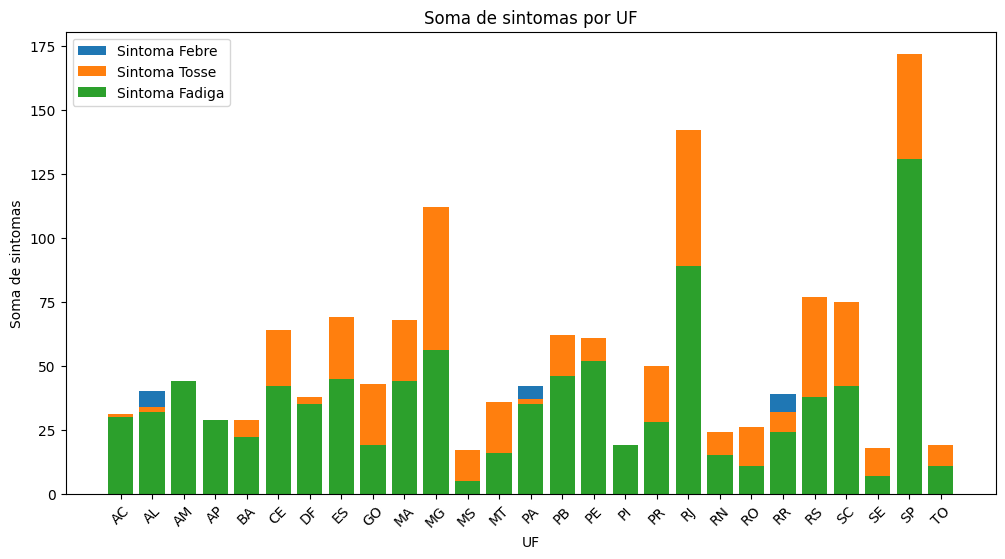 Soma de sintomas por UF
Sintoma Febre
Sintoma Tosse
Sintoma Fadiga
Soma de sintomas
175
150
125
100
75
50
25
0
AC AL AM AP BA CE DF ES GO MA MG MS MT PA PB PE PI PR RJ RN RO RR RS SC SE SP TO
UF